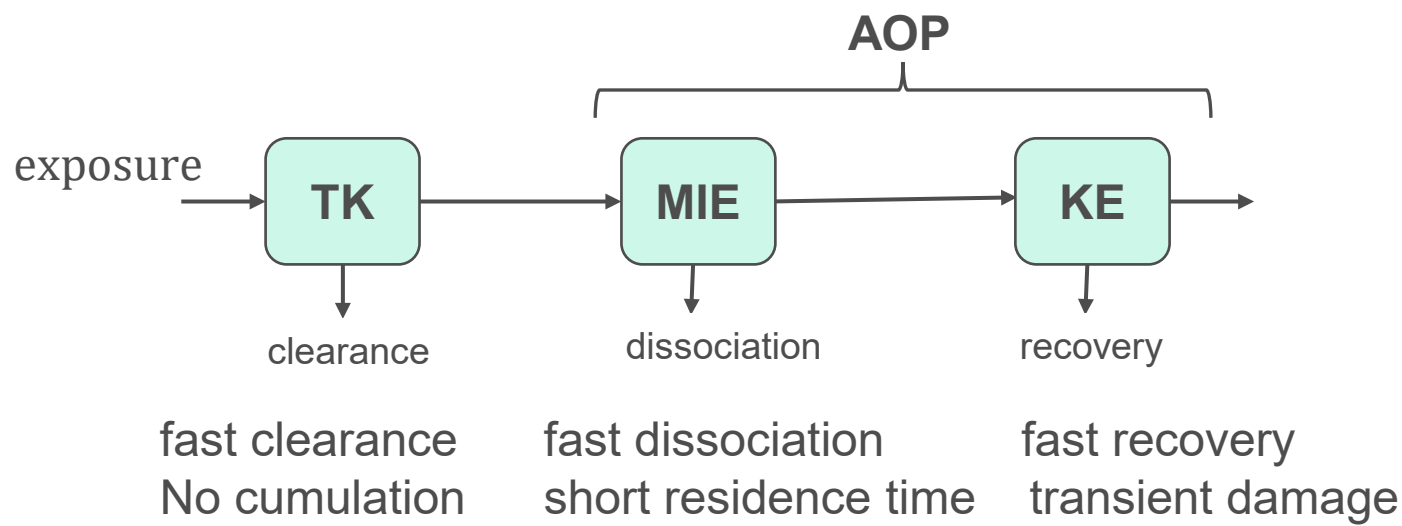 AOP
exposure
TK
MIE
KE
clearance
dissociation
recovery
fast clearance
No cumulation
fast dissociation
short residence time
fast recovery
transient damage